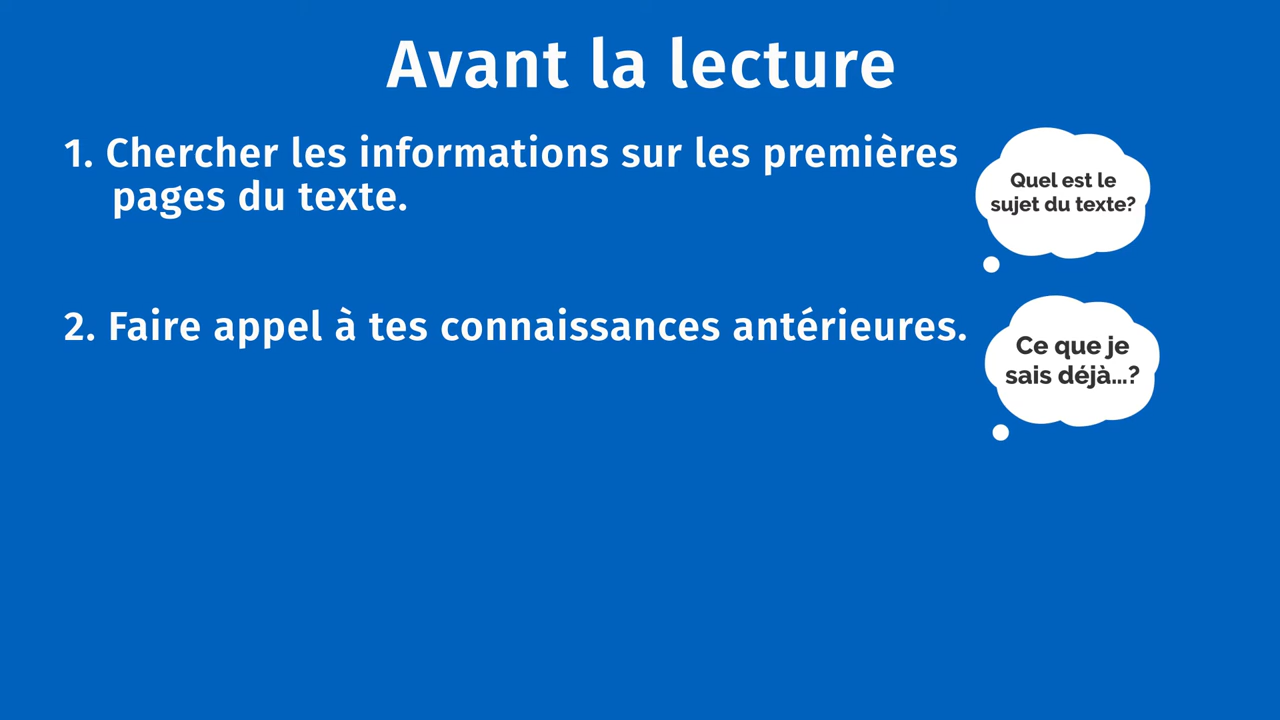 Avant la lecture
1. Chercher les informations sur les premières
pages du texte.
Quel est le
sujet du texte?
2. Faire appel à tes connaissances antérieures.
Ce que je
sais déjà...?